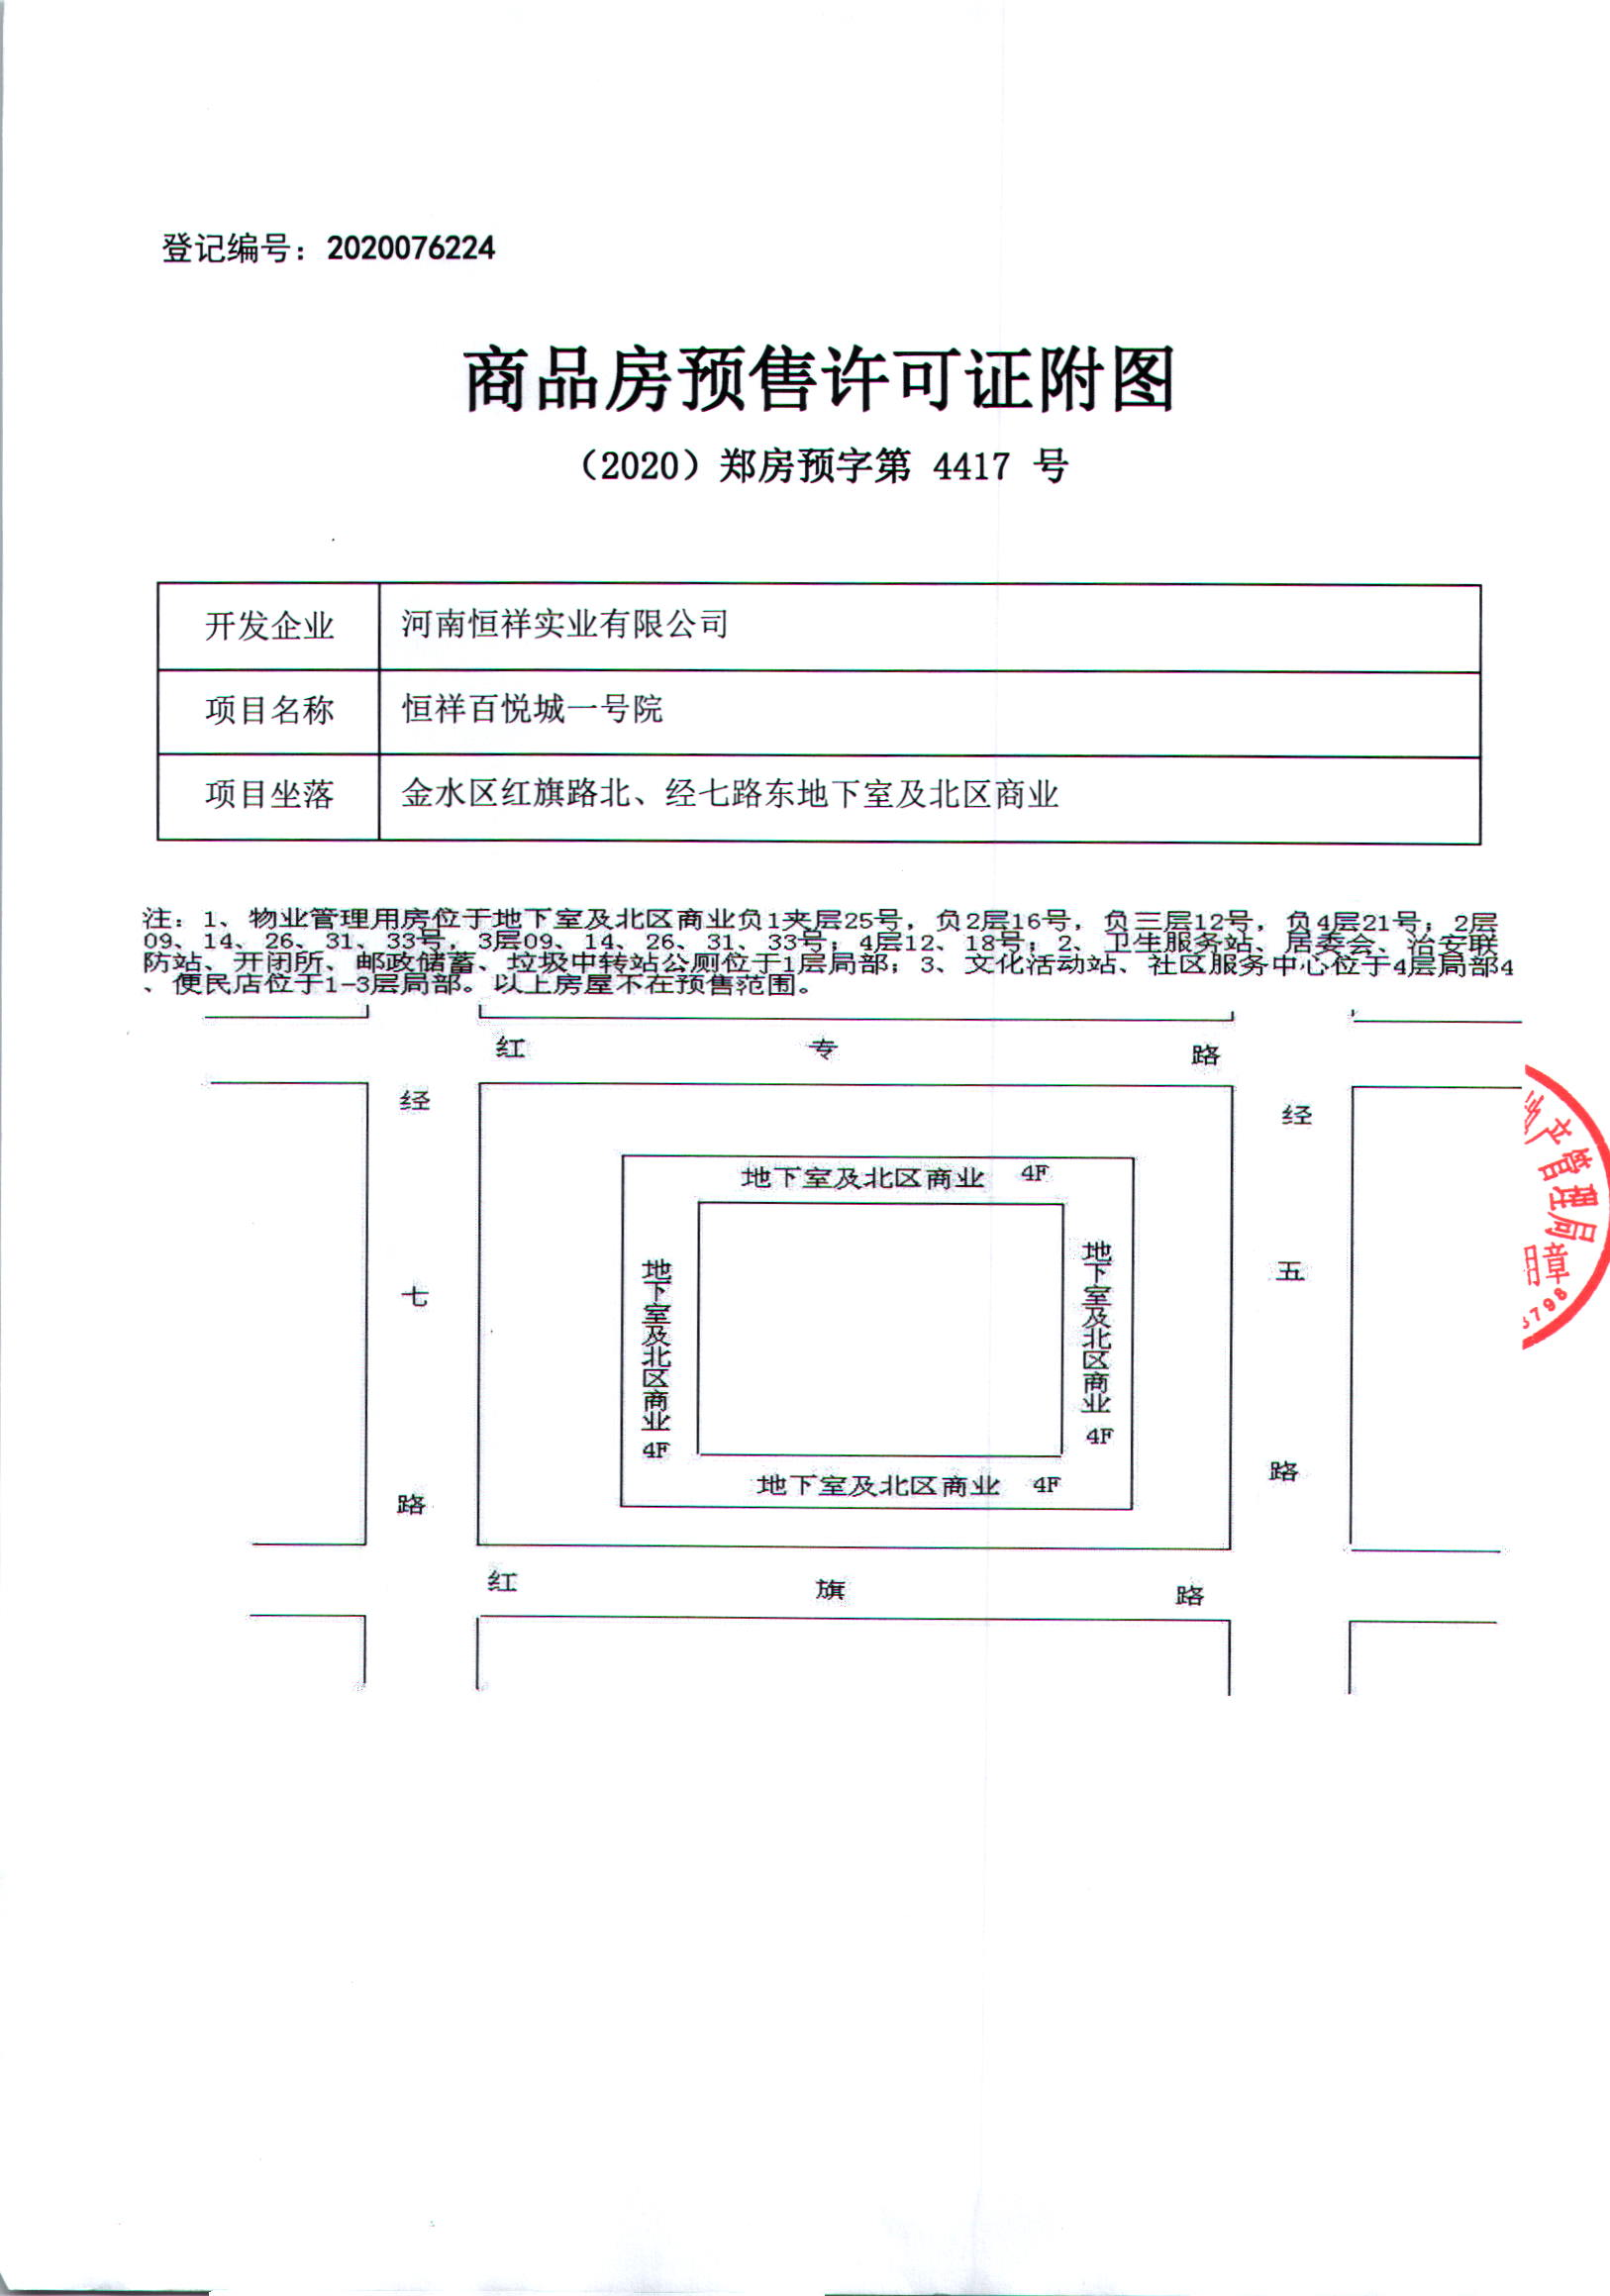 登记编号：2020076224
商品房预售许可证附图
（2020）郑房预字第 4417 号
开发企业 河南恒祥实业有限公司
项目名称 恒祥百悦城一号院
项目坐落 金水区红旗路北、经七路东地下室及北区商业
注：1、物业管理用房位于地下室及北区商业负1夹层25号，负2层16号，负三层12号，负4层21号；2层
09、14、26、31、33号，3层09、14、26、31、33号；4层12、18号；2、卫生服务站、居委会、治安联
防站、开闭所、邮政储蓄、垃圾中转站公厕位于1层局部；3、文化活动站、社区服务中心位于4层局部4
、便民店位于1-3层局部。以上房屋不在预售范围。
红 专 路
经 七 路
经 五 路
地下室及北区商业 4F
地下室及北区商业 4F
地下室及北区商业 4F
地下室及北区商业 4F
红 旗 路
产管理局
章
798